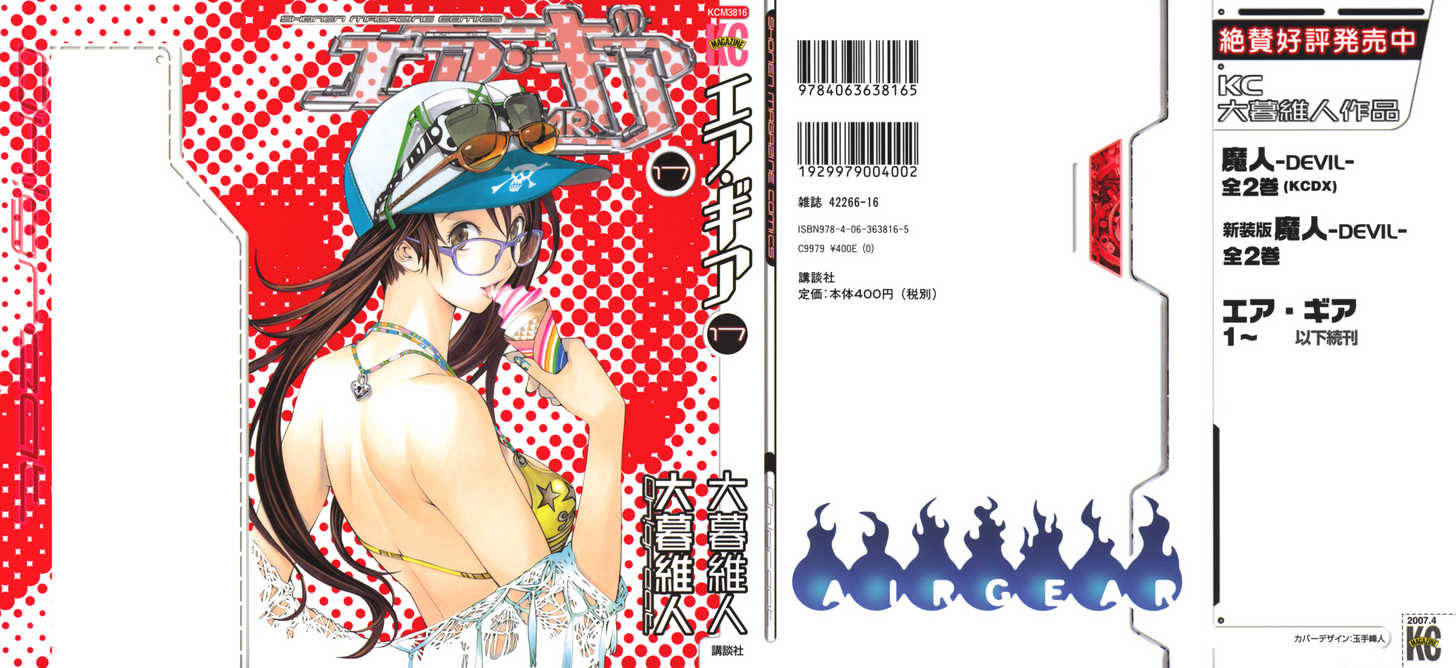 SHONEN MAGAZINE COMICS
エア・ギア
17
大暮維人
KCM3816
KC
MAGAZINE
エア・ギア
17
大暮維人
講談社
SHONEN MAGAZINE COMICS
9784063638165
1929979004002
雑誌 42266-16
ISBN978-4-06-363816-5
C9979 ¥400E (0)
講談社
定価:本体400円(税別)
AIRGEAR
絶賛好評発売中
KC
大暮維人作品
魔人-DEVIL-
全2巻(KCDX)
新装版魔人-DEVIL-
全2巻
エア・ギア
1~ 以下続刊
カバーデザイン:玉手峰人
2007.4
KC
MAGAZINE